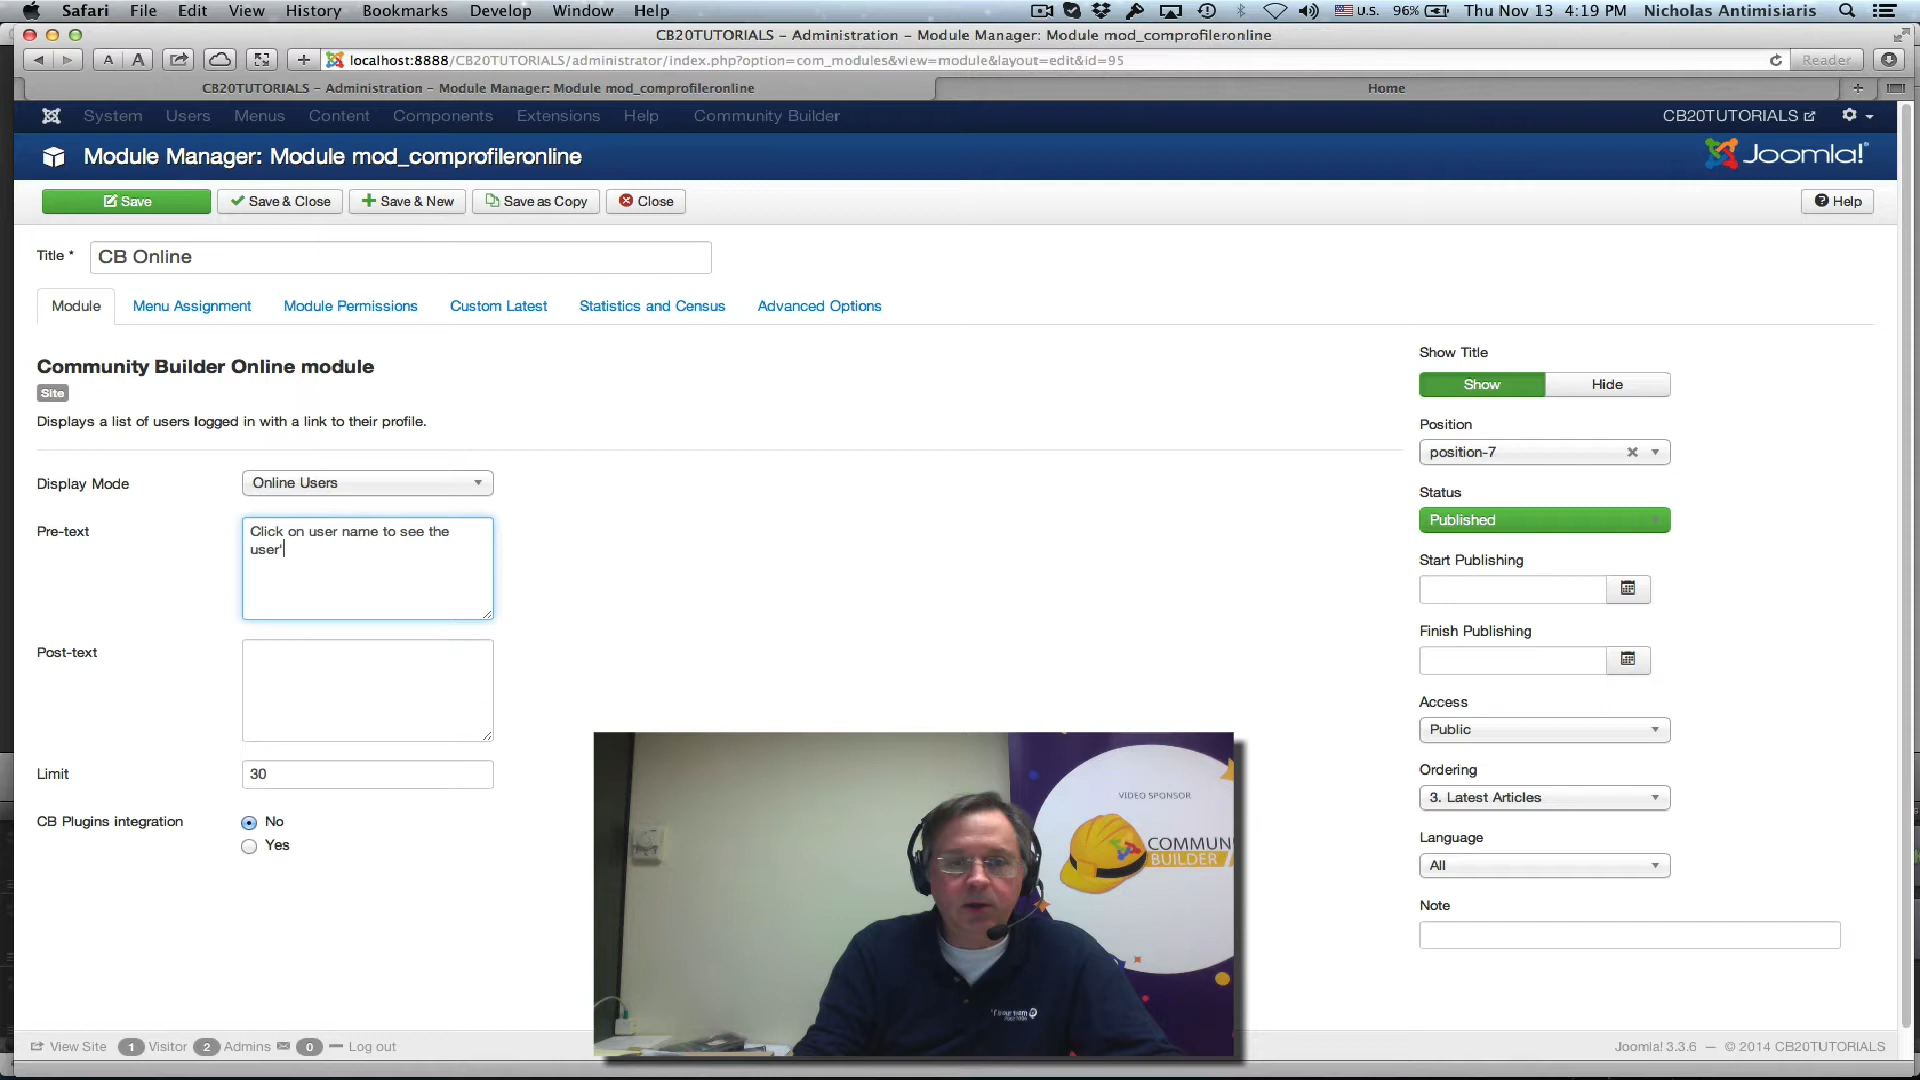 Safari File Edit View History Bookmarks Develop Window Help U.S. 96% Thu Nov 13 4:19 PM Nicholas Antimisiaris
CB20TUTORIALS - Administration - Module Manager: Module mod_comprofileronline
A A localhost:8888/CB20TUTORIALS/administrator/index.php?option=com_modules&view=module&layout=edit&id=95 Reader
CB20TUTORIALS - Administration - Module Manager: Module mod_comprofileronline Home
System Users Menus Content Components Extensions Help Community Builder CB20TUTORIALS
Module Manager: Module mod_comprofileronline Joomla!
Save Save & Close Save & New Save as Copy Close Help
Title * CB Online
Module Menu Assignment Module Permissions Custom Latest Statistics and Census Advanced Options
Community Builder Online module
Site
Displays a list of users logged in with a link to their profile.
Display Mode Online Users
Pre-text Click on user name to see the
user'
Post-text
Limit 30
CB Plugins integration No
Yes
Show Title
Show Hide
Position
position-7
Status
Published
Start Publishing
Finish Publishing
Access
Public
Ordering
3. Latest Articles
Language
All
Note
VIDEO SPONSOR
COMMUN
BUILDER
View Site 1 Visitor 2 Admins 0 Log out Joomla! 3.3.6 — © 2014 CB20TUTORIALS